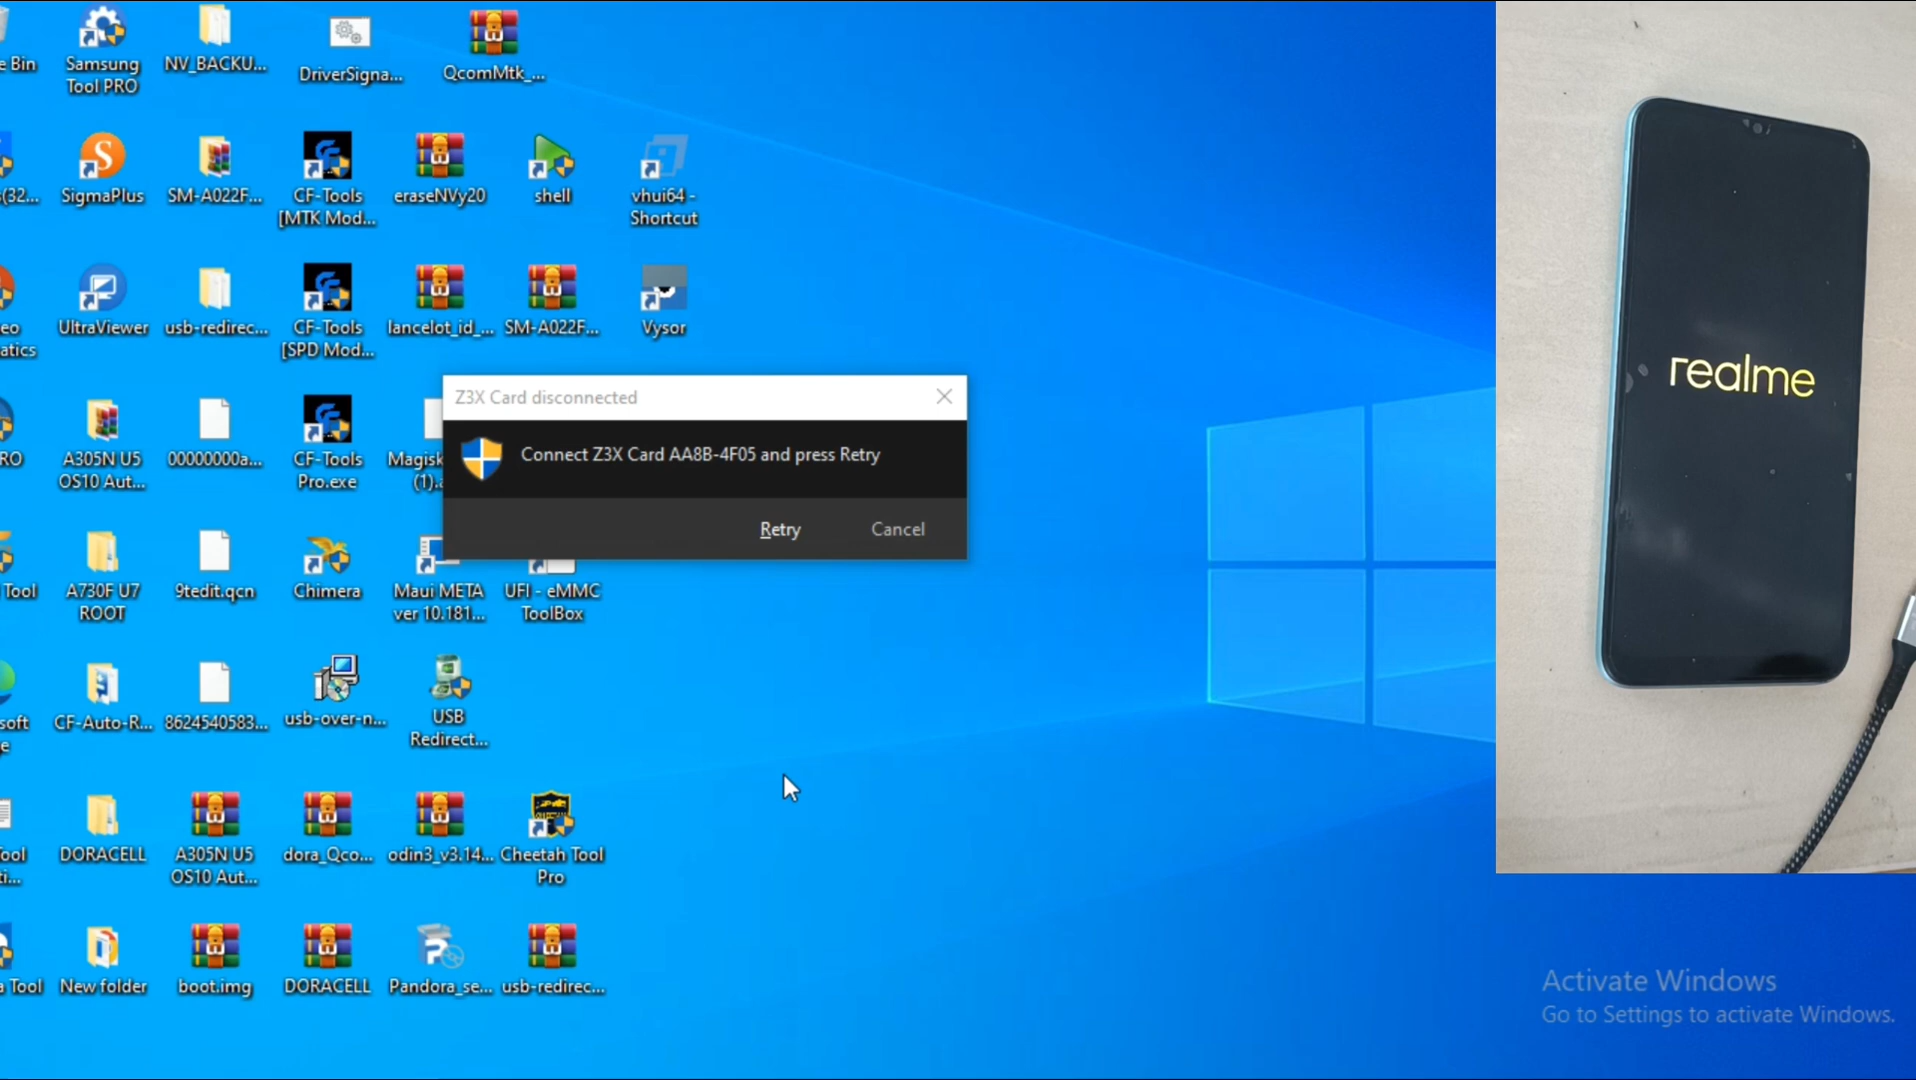 e Bin
Samsung
Tool PRO
NV_BACKU...
DriverSigna...
QcomMtk_...
(32...
SigmaPlus
SM-A022F...
CF-Tools
[MTK Mod...
eraseNVy20
shell
vhui64 -
Shortcut
eo
atics
UltraViewer
usb-redirec...
CF-Tools
[SPD Mod...
lancelot_id_...
SM-A022F...
Vysor
Z3X Card disconnected
Connect Z3X Card AA8B-4F05 and press Retry
Retry
Cancel
RO
A305N U5
OS10 Aut...
00000000a...
CF-Tools
Pro.exe
Magisk
(1).a
Tool
A730F U7
ROOT
9tedit.qcn
Chimera
Maui META
ver 10.181...
UFI - eMMC
ToolBox
soft
e
CF-Auto-R...
8624540583...
usb-over-n...
USB
Redirect...
ool
ti...
DORACELL
A305N U5
OS10 Aut...
dora_Qco...
odin3_v3.14...
Cheetah Tool
Pro
a Tool
New folder
boot.img
DORACELL
Pandora_se...
usb-redirec...
realme
Activate Windows
Go to Settings to activate Windows.